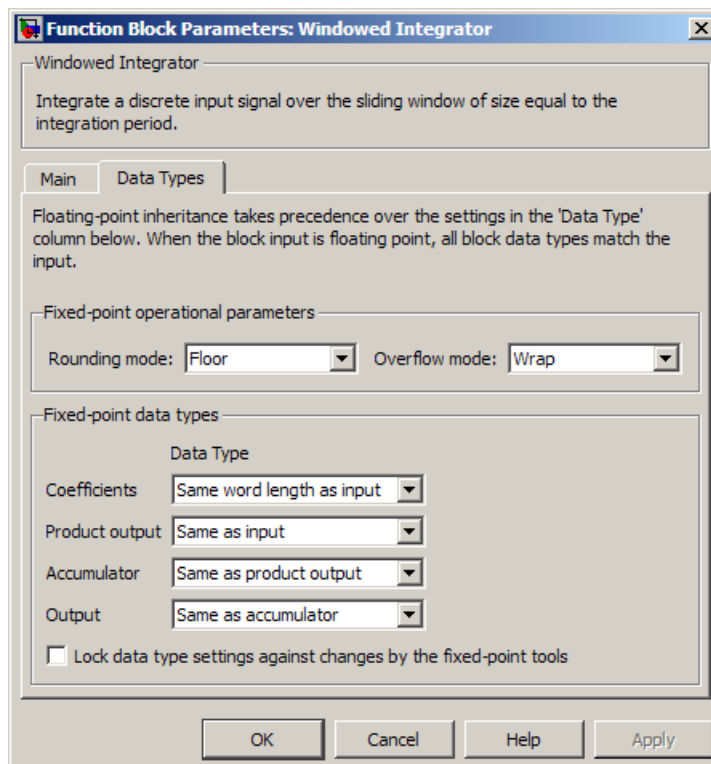 Function Block Parameters: Windowed Integrator
Windowed Integrator
Integrate a discrete input signal over the sliding window of size equal to the
integration period.
Main Data Types
Floating-point inheritance takes precedence over the settings in the 'Data Type'
column below. When the block input is floating point, all block data types match the
input.
Fixed-point operational parameters
Rounding mode: Floor Overflow mode: Wrap
Fixed-point data types
Data Type
Coefficients Same word length as input
Product output Same as input
Accumulator Same as product output
Output Same as accumulator
Lock data type settings against changes by the fixed-point tools
OK Cancel Help Apply